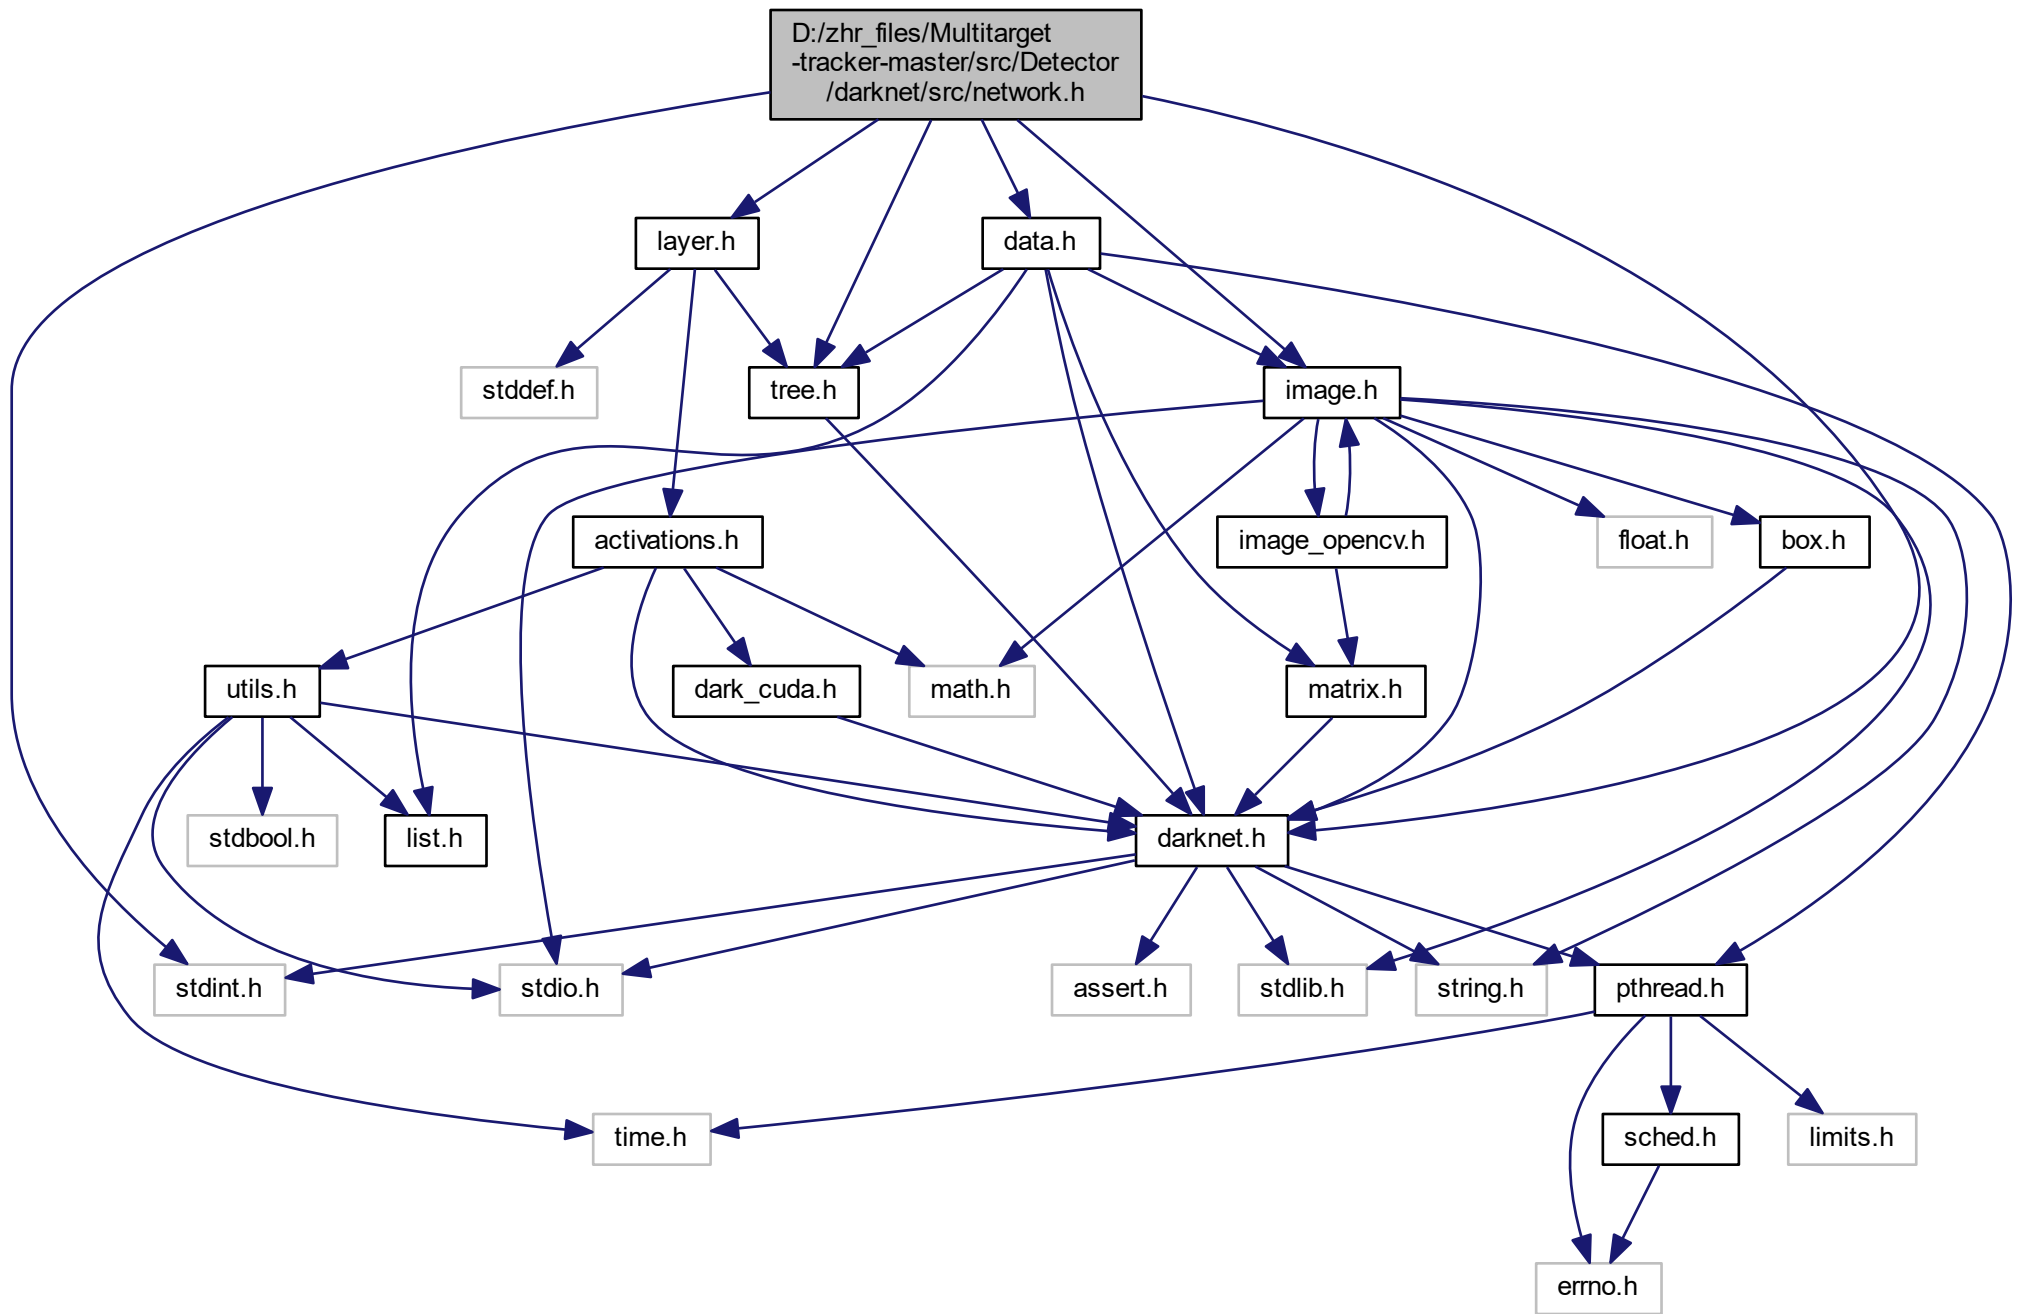 D:/zhr_files/Multitarget
-tracker-master/src/Detector
/darknet/src/network.h
layer.h
data.h
stddef.h
tree.h
image.h
activations.h
image_opencv.h
float.h
box.h
utils.h
dark_cuda.h
math.h
matrix.h
stdbool.h
list.h
darknet.h
stdint.h
stdio.h
assert.h
stdlib.h
string.h
pthread.h
time.h
sched.h
limits.h
errno.h